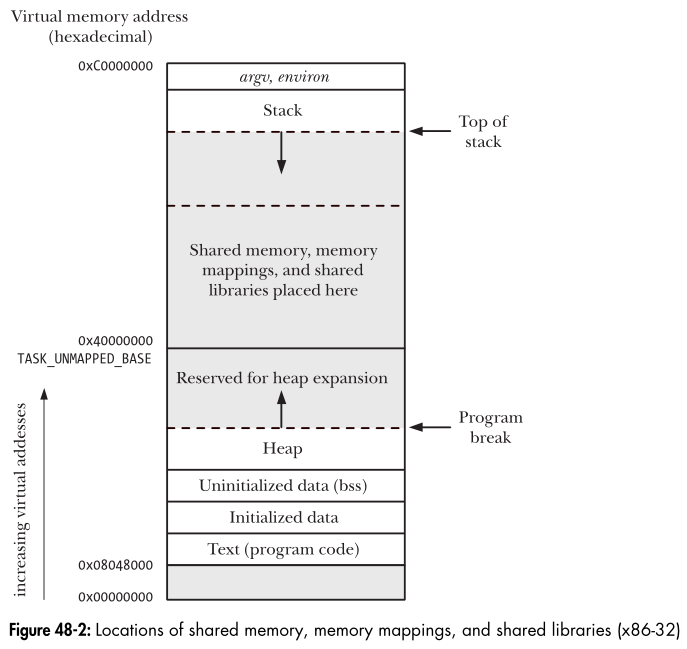 Virtual memory address
(hexadecimal)
0xC0000000
argv, environ
Stack
Top of
stack
Shared memory, memory
mappings, and shared
libraries placed here
0x40000000
TASK_UNMAPPED_BASE
Reserved for heap expansion
Program
break
Heap
Uninitialized data (bss)
Initialized data
Text (program code)
0x08048000
0x00000000
increasing virtual addesses
Figure 48-2: Locations of shared memory, memory mappings, and shared libraries (x86-32)